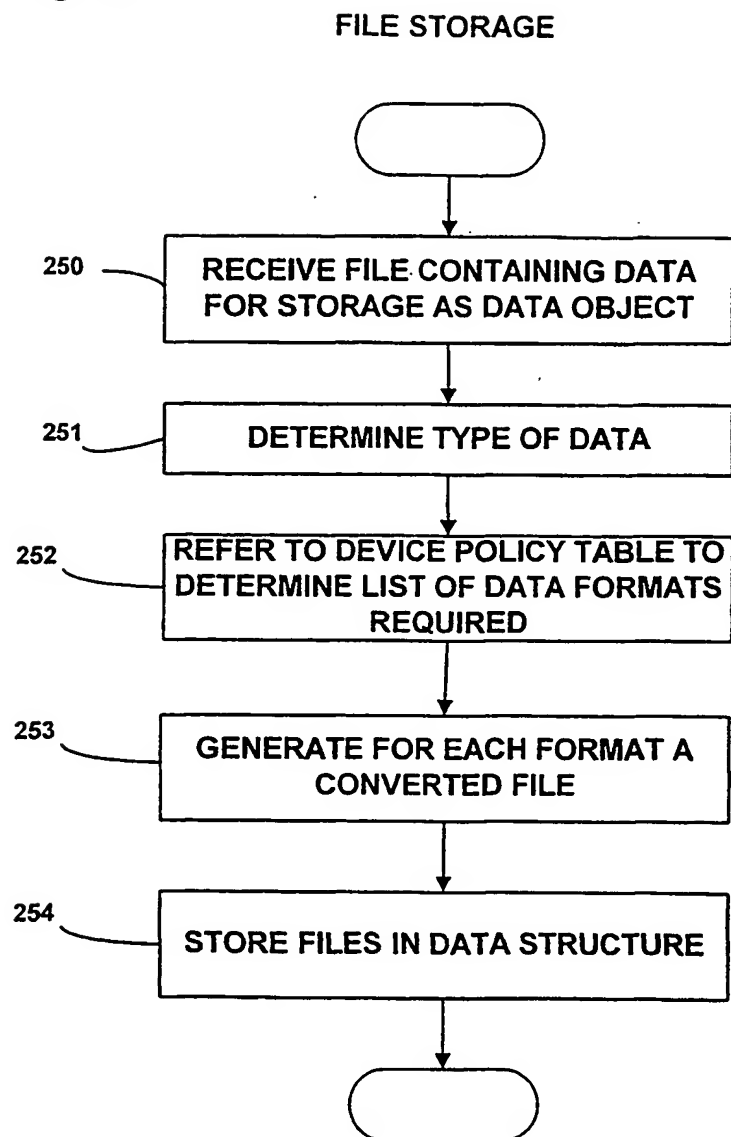 FILE STORAGE
250
RECEIVE FILE CONTAINING DATA
FOR STORAGE AS DATA OBJECT
251
DETERMINE TYPE OF DATA
252
REFER TO DEVICE POLICY TABLE TO
DETERMINE LIST OF DATA FORMATS
REQUIRED
253
GENERATE FOR EACH FORMAT A
CONVERTED FILE
254
STORE FILES IN DATA STRUCTURE